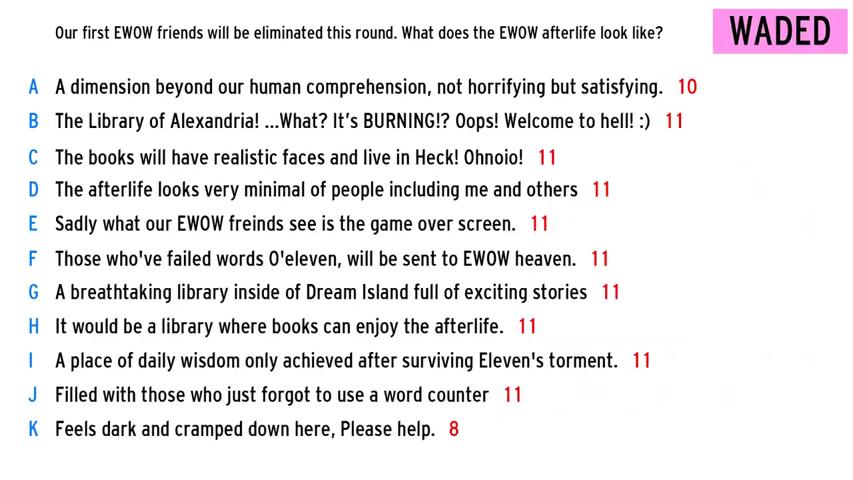 Our first EWOW friends will be eliminated this round. What does the EWOW afterlife look like?
WADED
A A dimension beyond our human comprehension, not horrifying but satisfying. 10
B The Library of Alexandria! ...What? It's BURNING!? Oops! Welcome to hell! :) 11
C The books will have realistic faces and live in Heck! Ohnoio! 11
D The afterlife looks very minimal of people including me and others 11
E Sadly what our EWOW freinds see is the game over screen. 11
F Those who've failed words O'eleven, will be sent to EWOW heaven. 11
G A breathtaking library inside of Dream Island full of exciting stories 11
H It would be a library where books can enjoy the afterlife. 11
I A place of daily wisdom only achieved after surviving Eleven's torment. 11
J Filled with those who just forgot to use a word counter 11
K Feels dark and cramped down here, Please help. 8